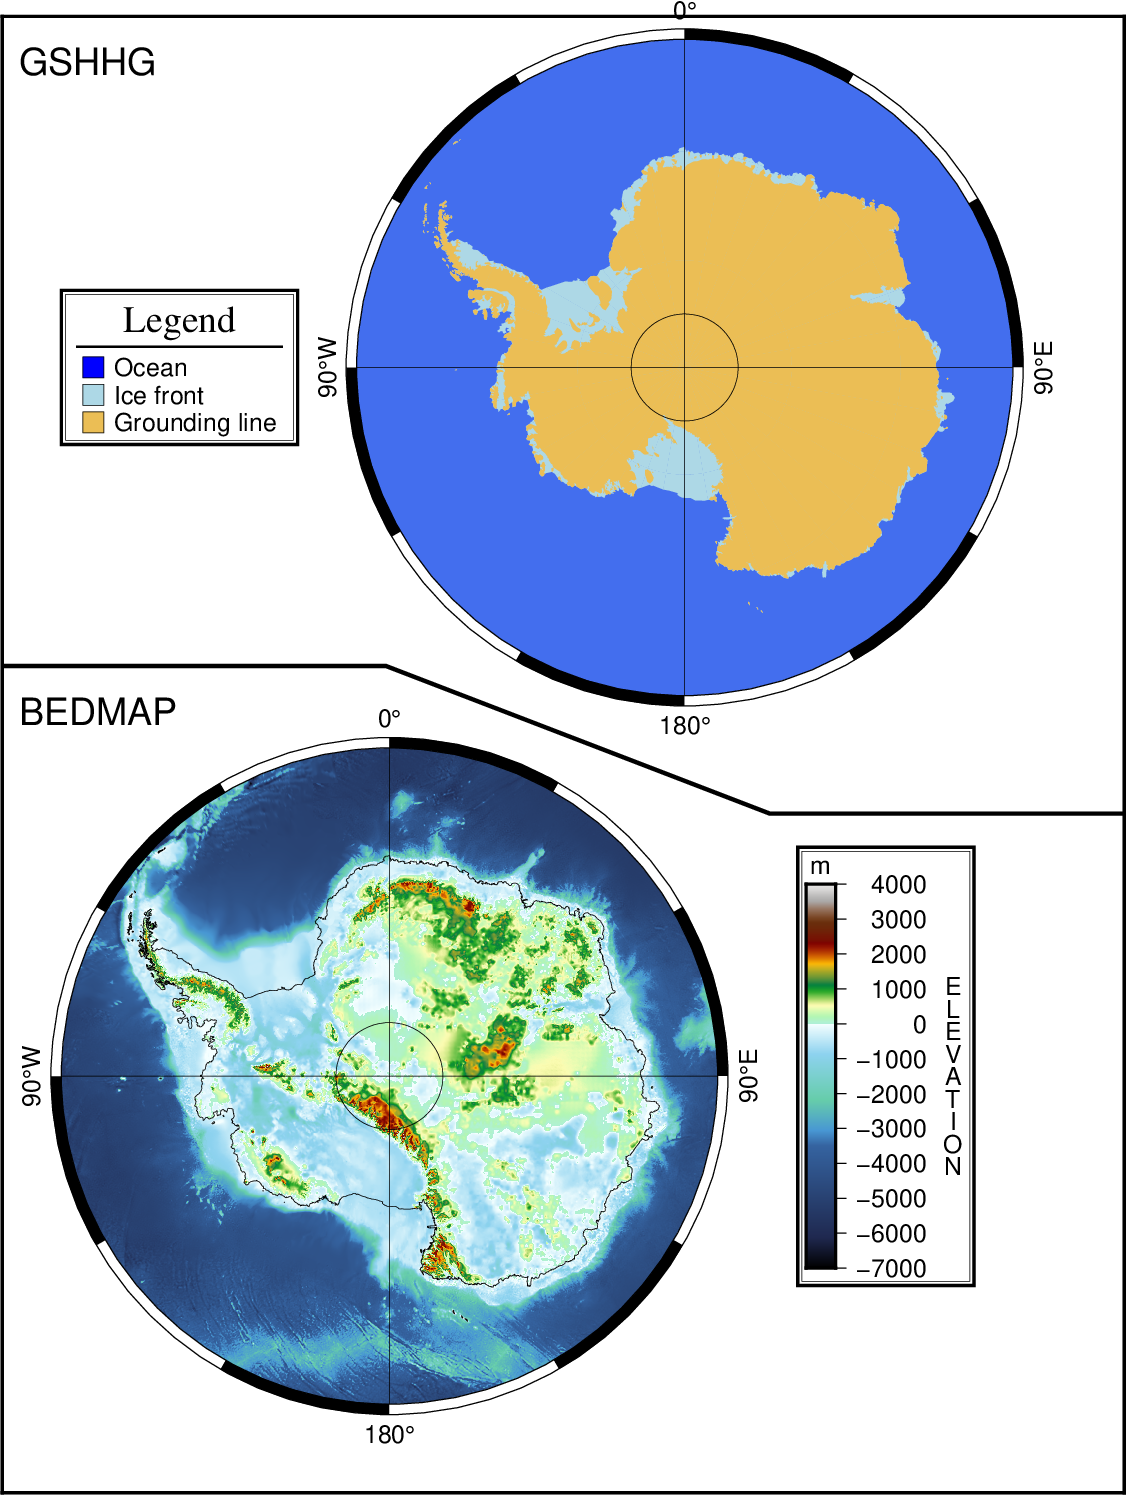 0°
GSHHG
Legend
Ocean
Ice front
Grounding line
90°W
90°E
180°
BEDMAP
0°
90°W
90°E
180°
m
4000
3000
2000
1000
0
−1000
−2000
−3000
−4000
−5000
−6000
−7000
ELEVATION